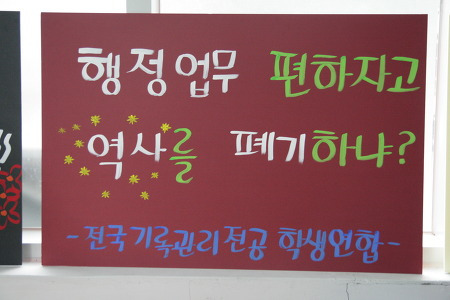 행정업무 편하자고
역사를 폐기하냐?
-전국기록관리전공 학생연합-